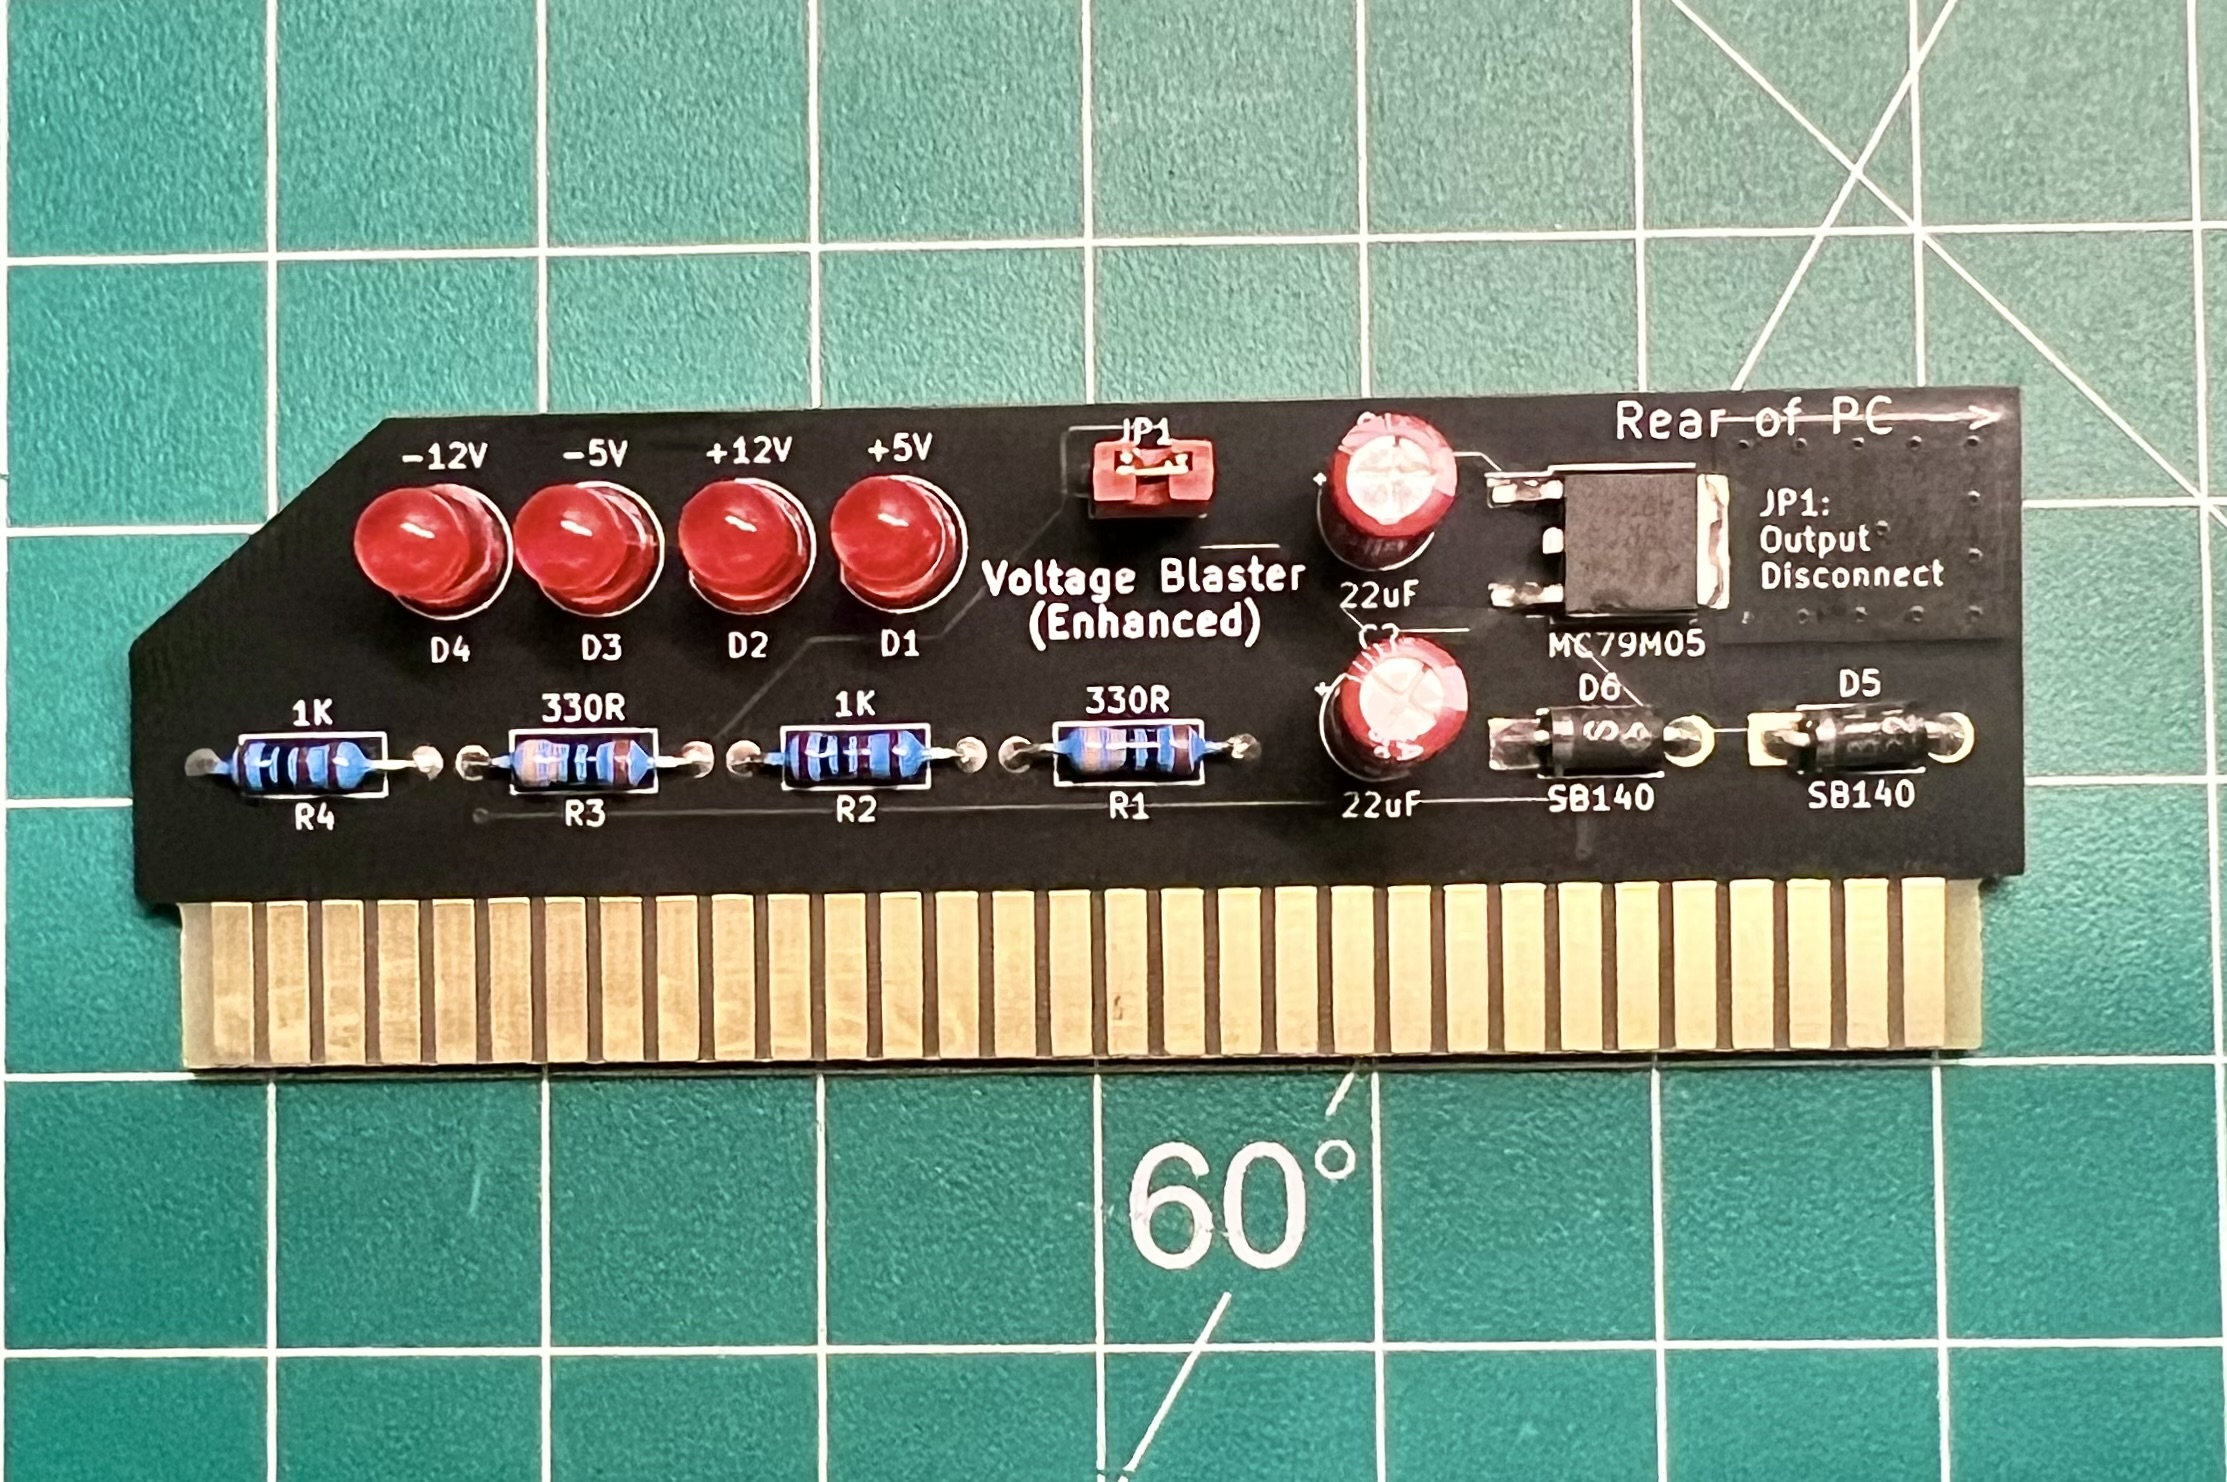 -12V
-5V
+12V
+5V
D4
D3
D2
D1
1K
330R
1K
330R
R4
R3
R2
R1
JP1
Voltage Blaster
(Enhanced)
22uF
22uF
Rear of PC
JP1:
Output
Disconnect
MC79M05
D6
D5
SB140
SB140
60°